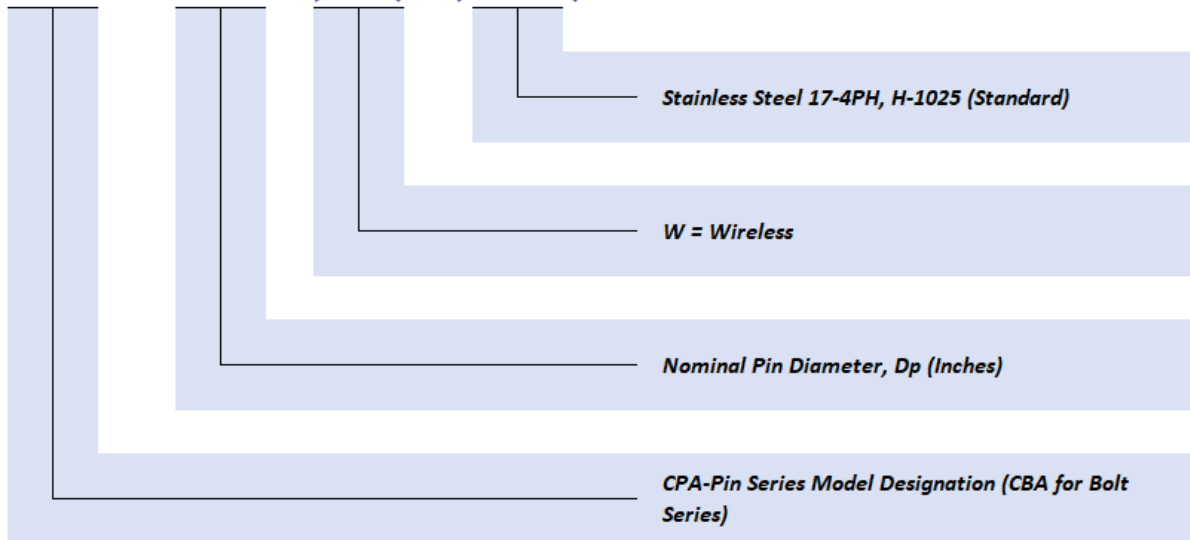 Stainless Steel 17-4PH, H-1025 (Standard)
W = Wireless
Nominal Pin Diameter, Dp (Inches)
CPA-Pin Series Model Designation (CBA for Bolt
Series)